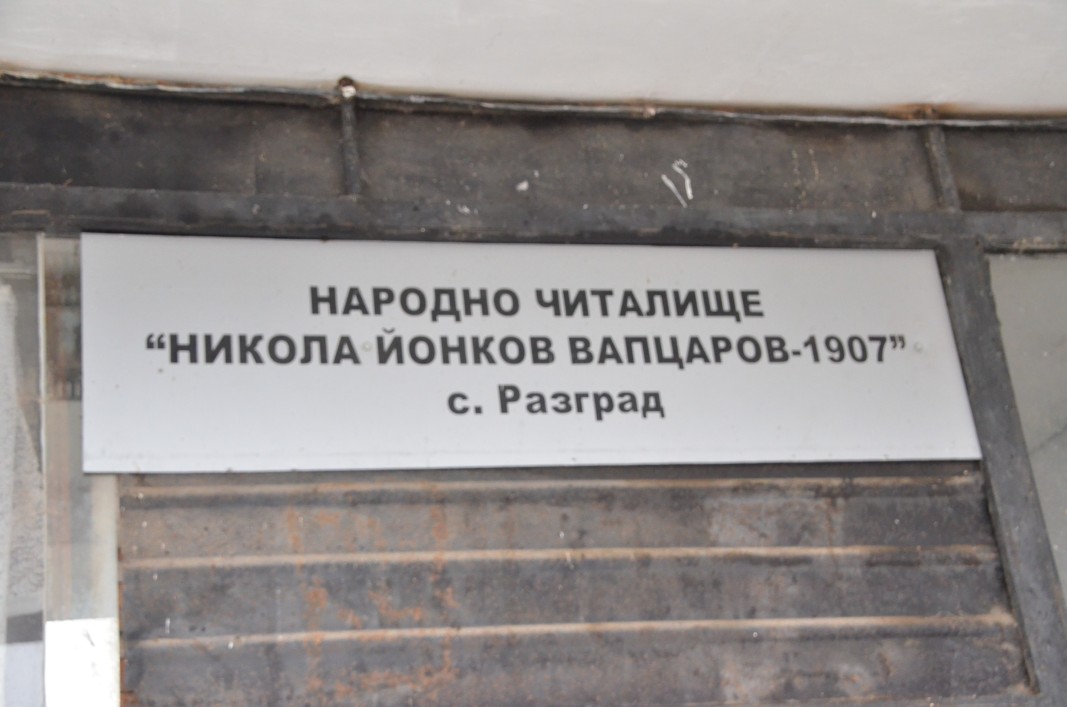 НАРОДНО ЧИТАЛИЩЕ
“НИКОЛА ЙОНКОВ ВАПЦАРОВ-1907”
с. Разград